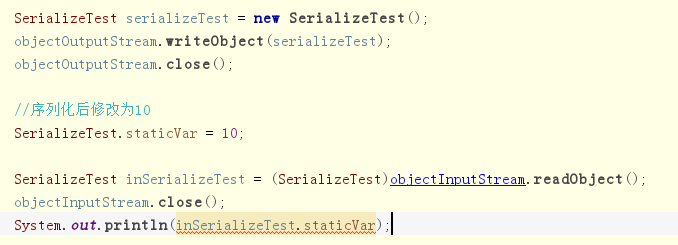 SerializeTest serializeTest = new SerializeTest();
objectOutputStream.writeObject(serializeTest);
objectOutputStream.close();
//序列化后修改为10
SerializeTest.staticVar = 10;
SerializeTest inSerializeTest = (SerializeTest)objectInputStream.readObject();
objectInputStream.close();
System.out.println(inSerializeTest.staticVar);